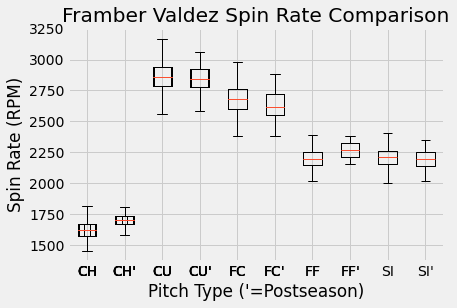 Framber Valdez Spin Rate Comparison
Spin Rate (RPM)
3250
3000
2750
2500
2250
2000
1750
1500
CH CH' CU CU' FC FC' FF FF' SI SI'
Pitch Type ('=Postseason)